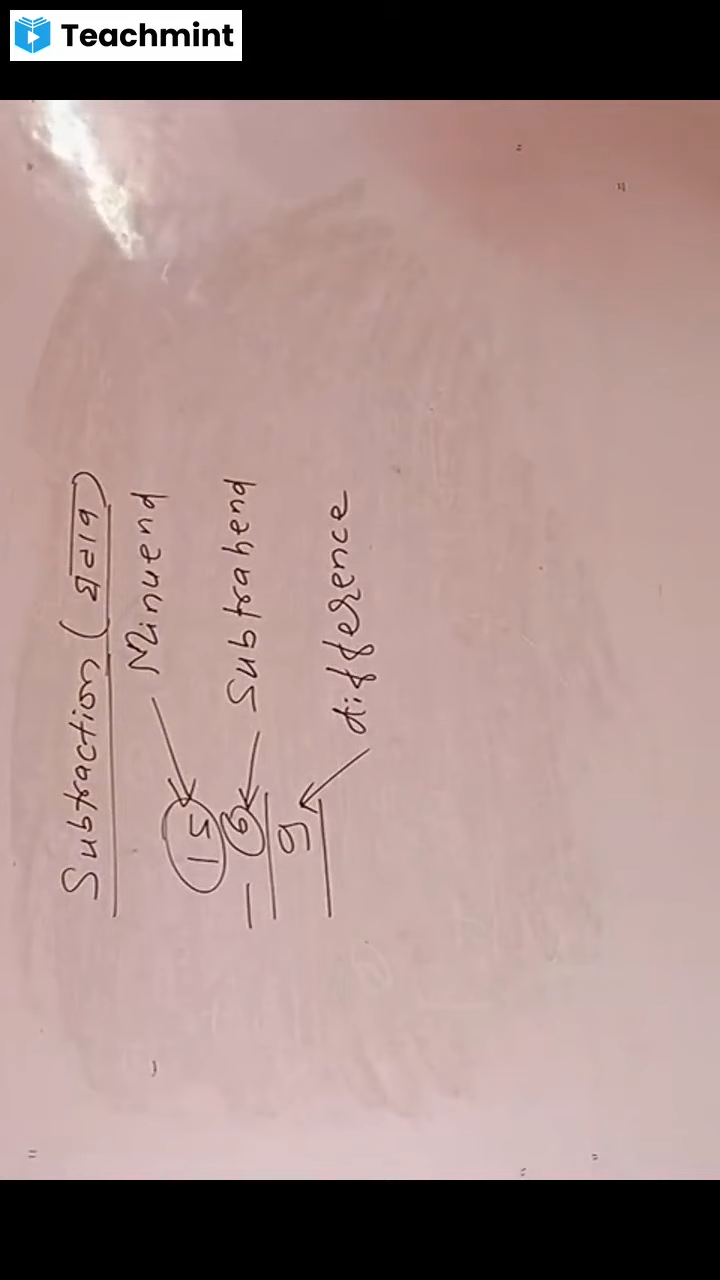 Teachmint
Subtraction (घटाव)
15 Minuend
- 6 Subtrahend
9 difference